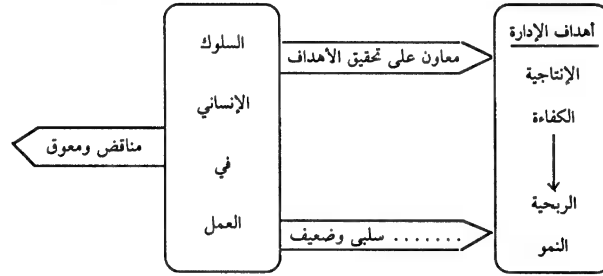 أهداف الإدارة
الإنتاجية
الكفاءة
الربحية
النمو
معاون على تحقيق الأهداف
سلبي وضعيف .......
السلوك
الإنساني
في
العمل
مناقض ومعوق